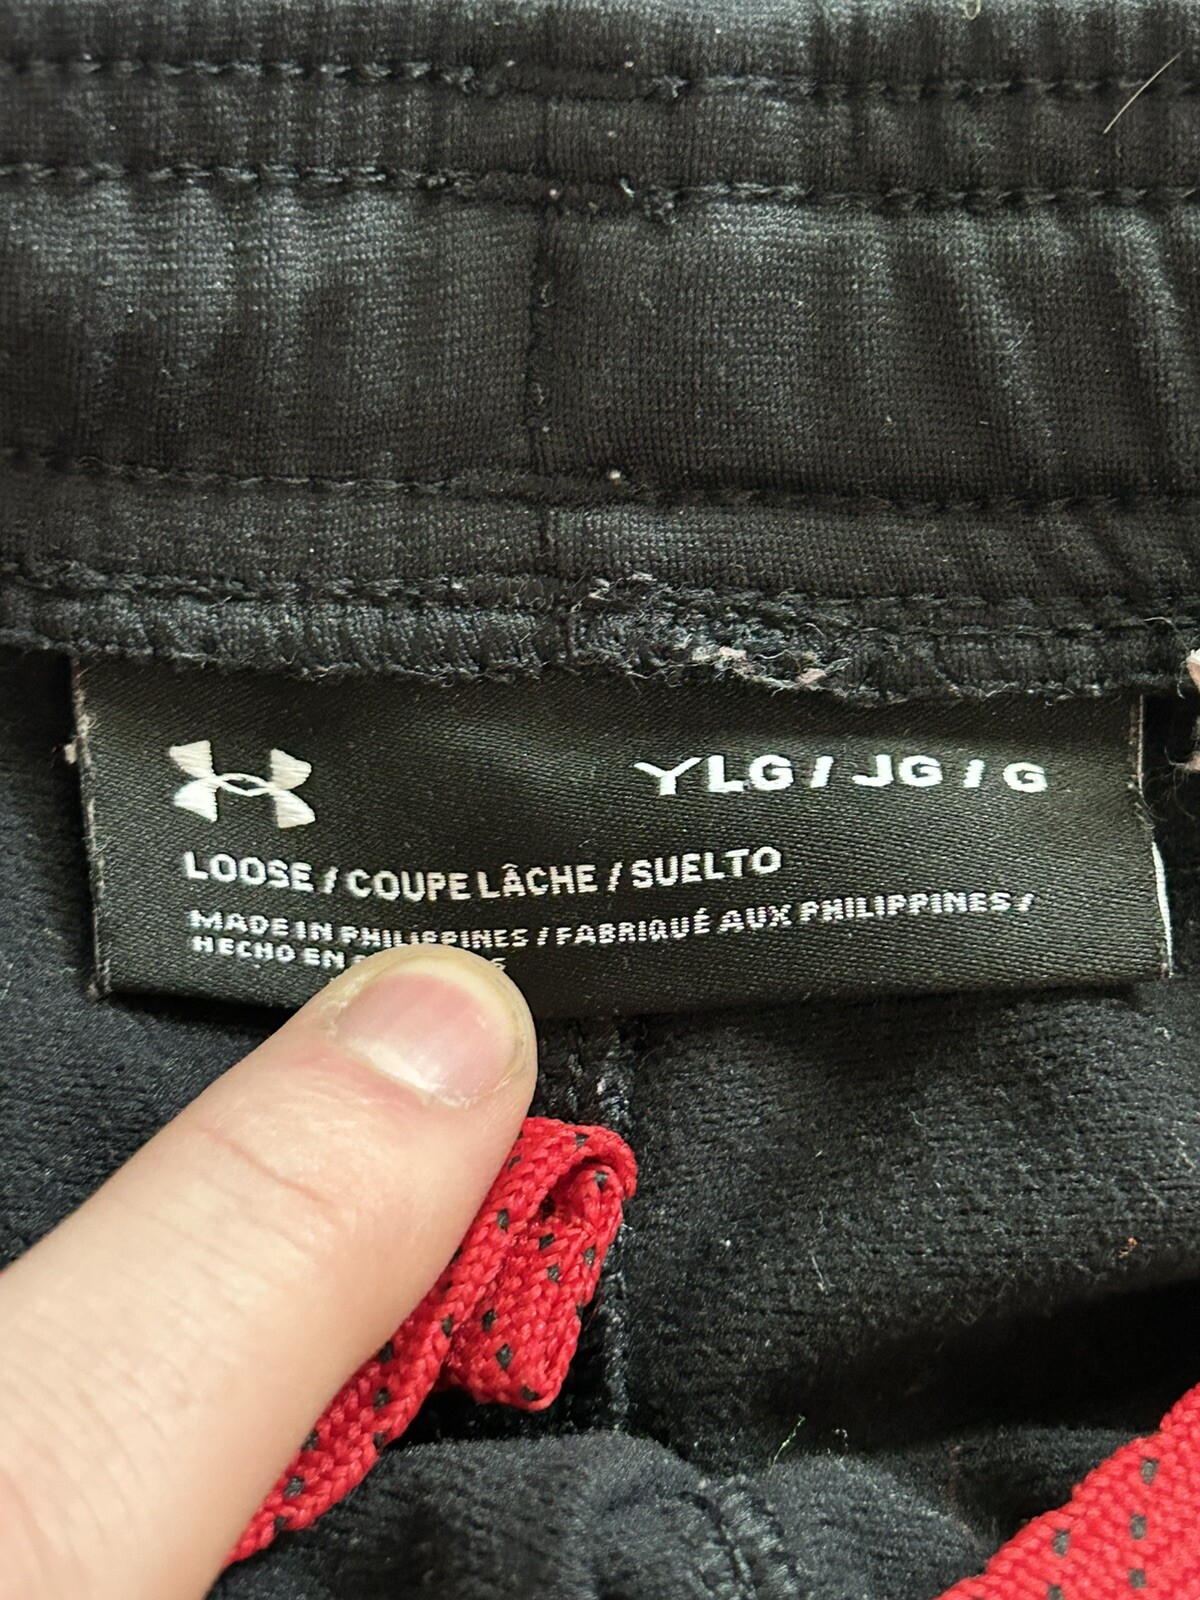 YLG / JG / G
LOOSE / COUPE LÂCHE / SUELTO
MADE IN PHILIPPINES / FABRIQUÉ AUX PHILIPPINES /
HECHO EN